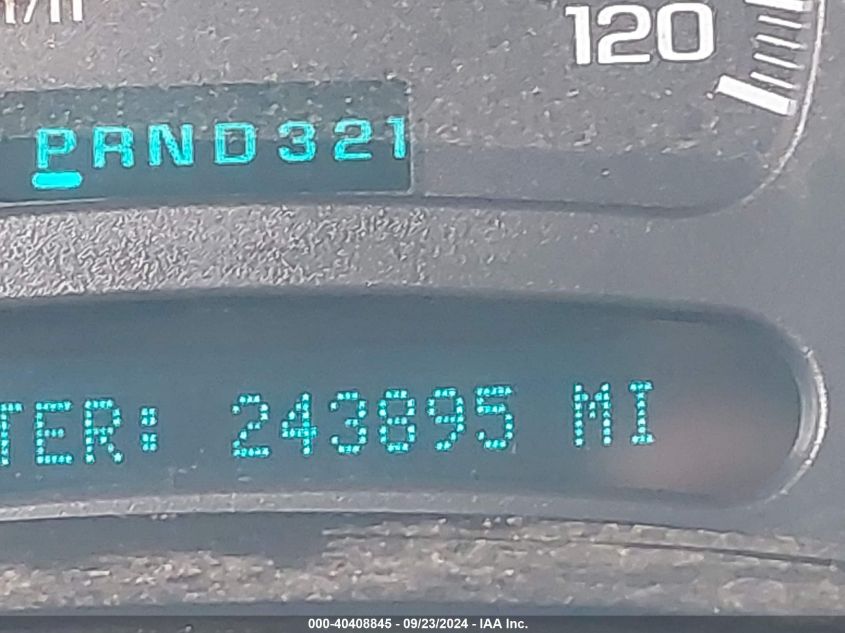 120
PRND321
TER: 243895 MI
000-40408845 - 09/23/2024 - IAA Inc.